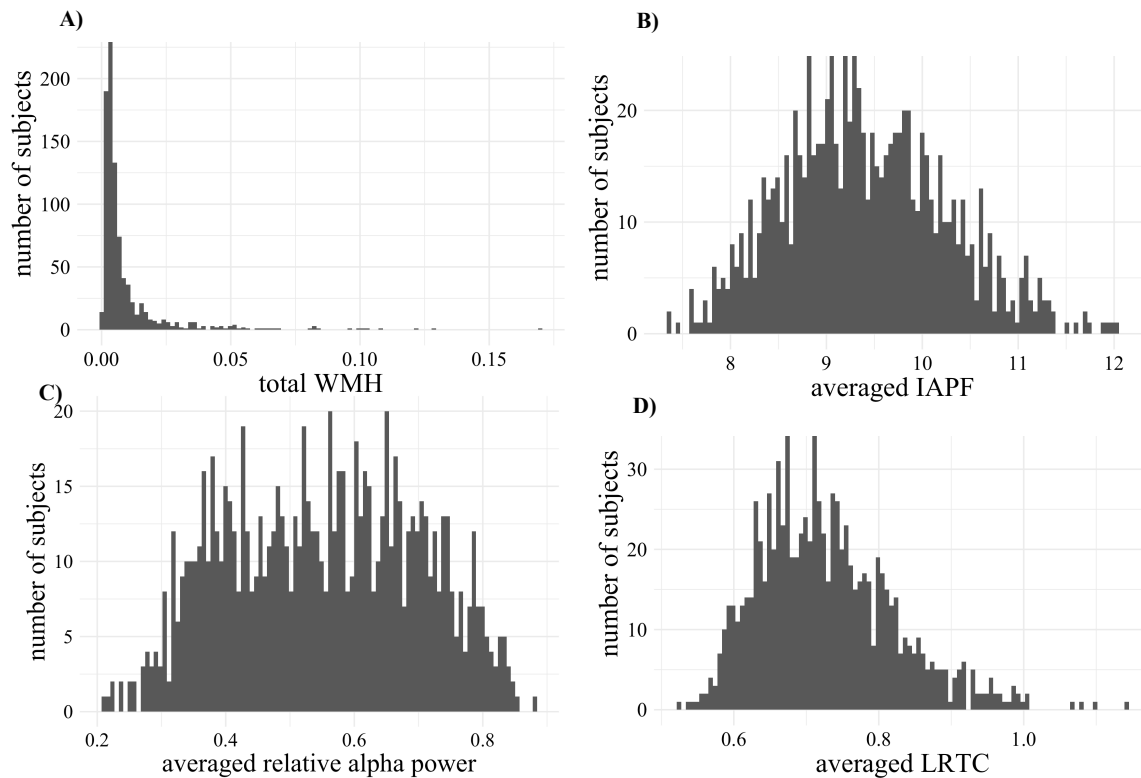 A)
number of subjects
200
150
100
50
0
0.00 0.05 0.10 0.15
total WMH
B)
number of subjects
20
10
0
8 9 10 11 12
averaged IAPF
C)
number of subjects
20
15
10
5
0
0.2 0.4 0.6 0.8
averaged relative alpha power
D)
number of subjects
30
20
10
0
0.6 0.8 1.0
averaged LRTC